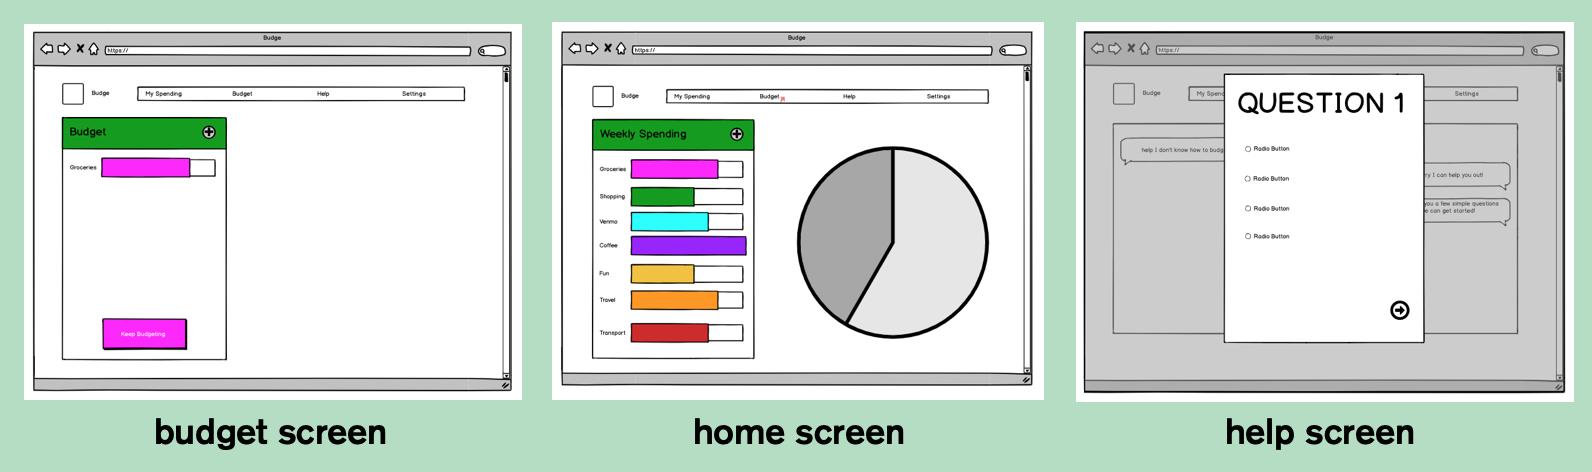 Budge
https://
Budge
My Spending Budget Help Settings
Budget
Groceries
Keep Budgeting
budget screen
Budge
https://
Budge
My Spending Budget Help Settings
Weekly Spending
Groceries
Shopping
Venmo
Coffee
Fun
Travel
Transport
home screen
Budge
https://
Budge
My Settings
QUESTION 1
help I don't know how to
I can help you out!
Radio Button
Radio Button
you a few simple questions
can get started!
Radio Button
Radio Button
help screen